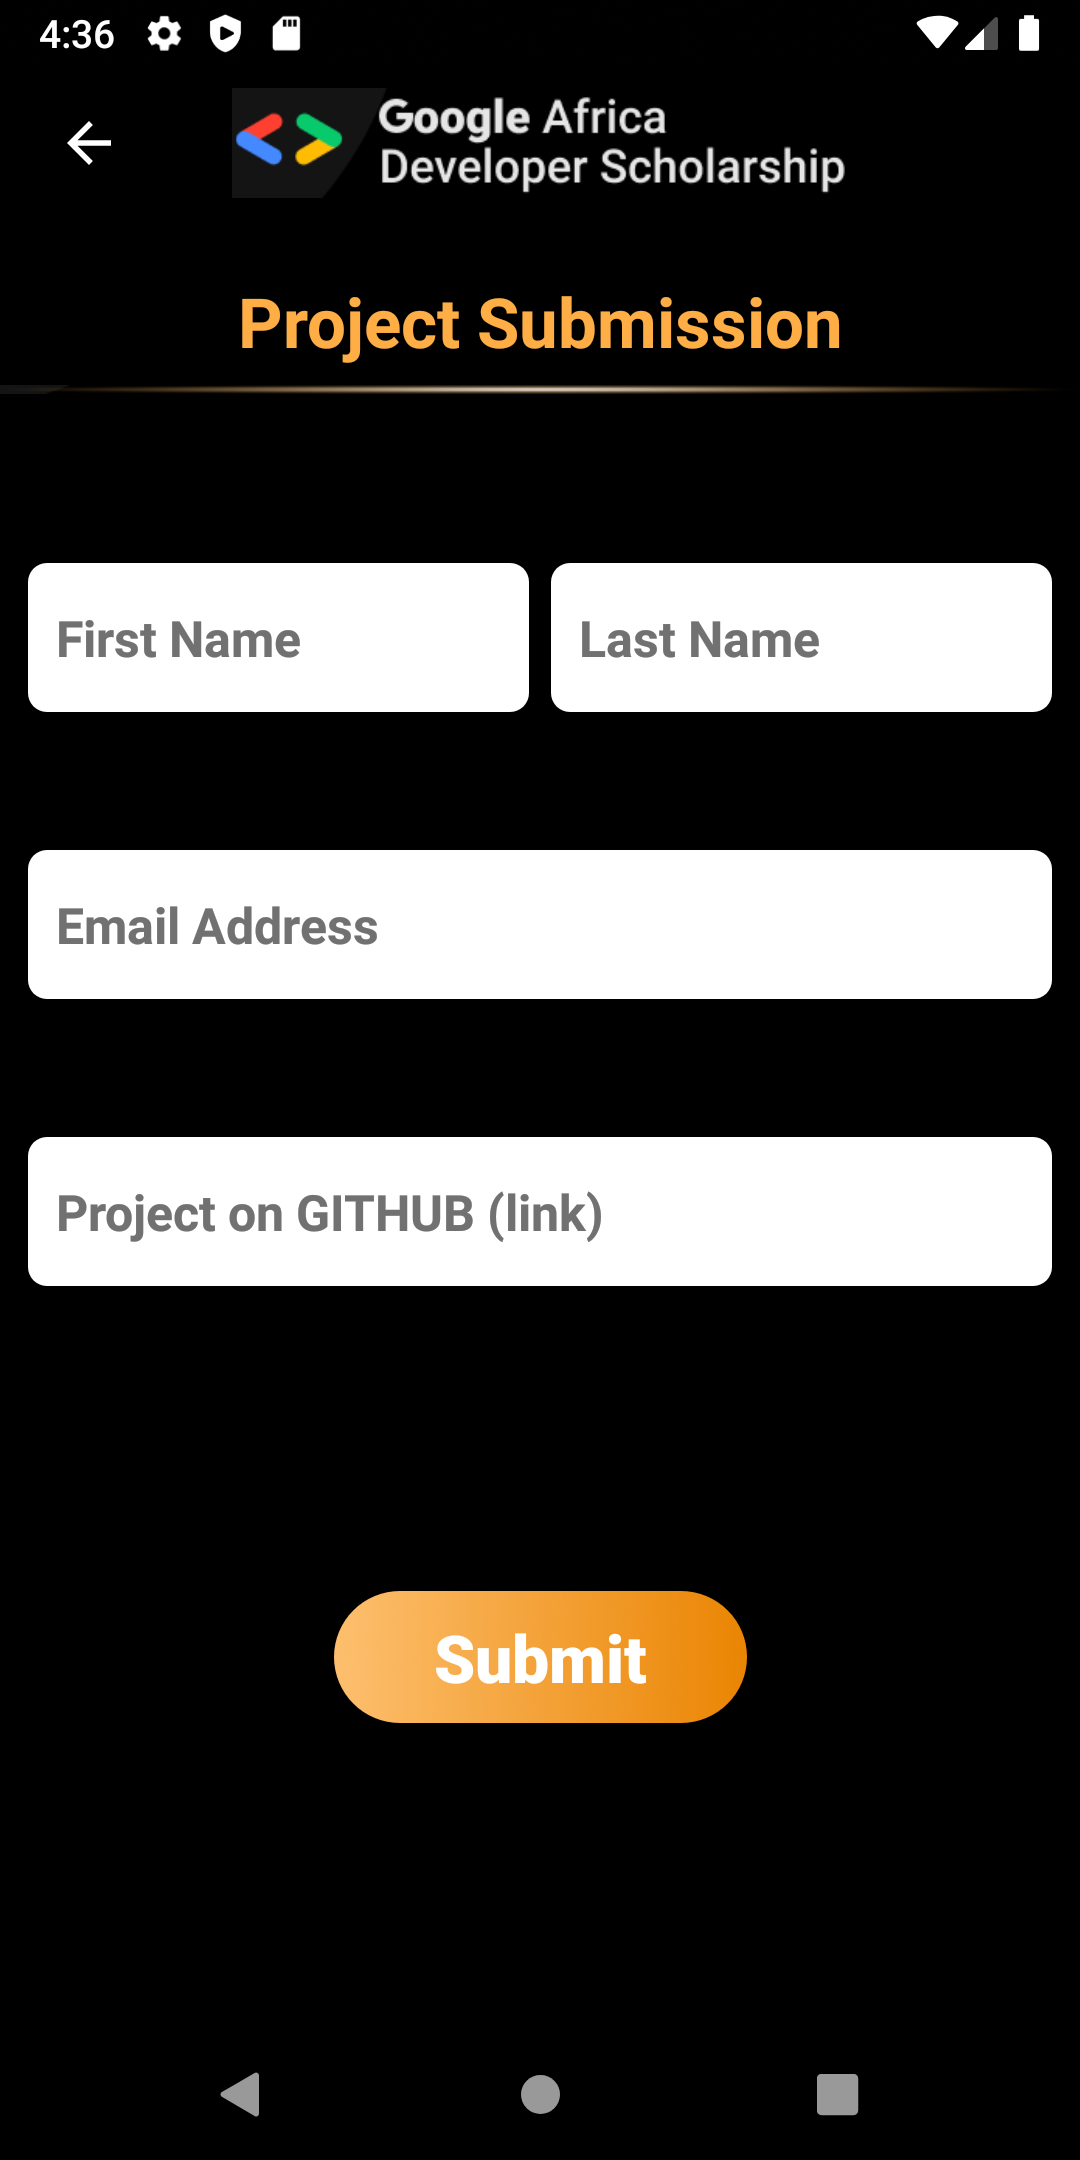 4:36
Google Africa
Developer Scholarship
Project Submission
First Name
Last Name
Email Address
Project on GITHUB (link)
Submit